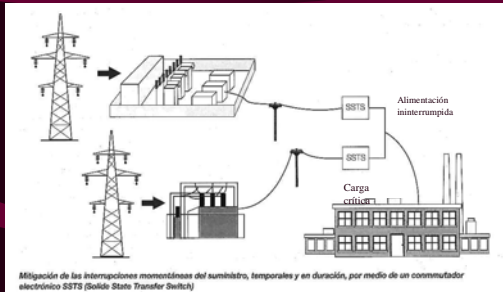 SSTS
Alimentación
ininterrumpida
SSTS
Carga
crítica
Mitigación de las interrupciones momentáneas del suministro, temporales y en duración, por medio de un conmmutador
electrónico SSTS (Solide State Transfer Switch)